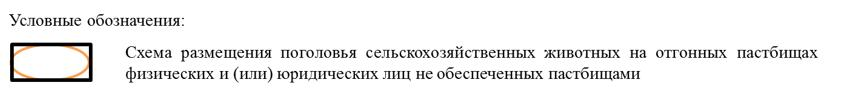 Условные обозначения:
Схема размещения поголовья сельскохозяйственных животных на отгонных пастбищах
физических и (или) юридических лиц не обеспеченных пастбищами